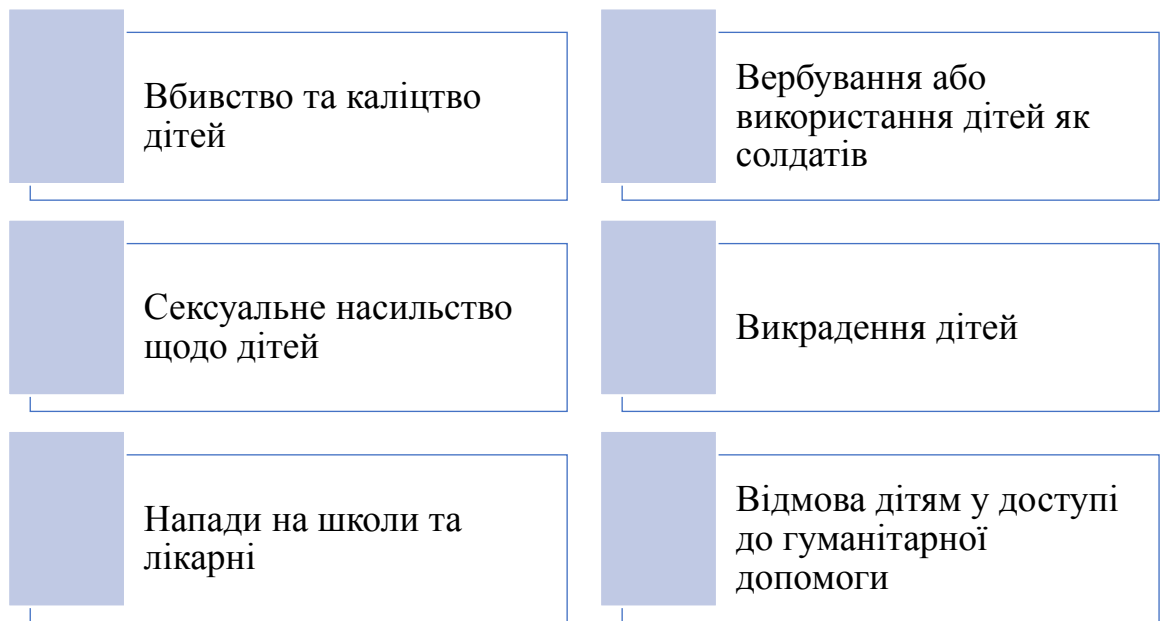 Вбивство та каліцтво
дітей
Вербування або
використання дітей як
солдатів
Сексуальне насильство
щодо дітей
Викрадення дітей
Напади на школи та
лікарні
Відмова дітям у доступі
до гуманітарної
допомоги